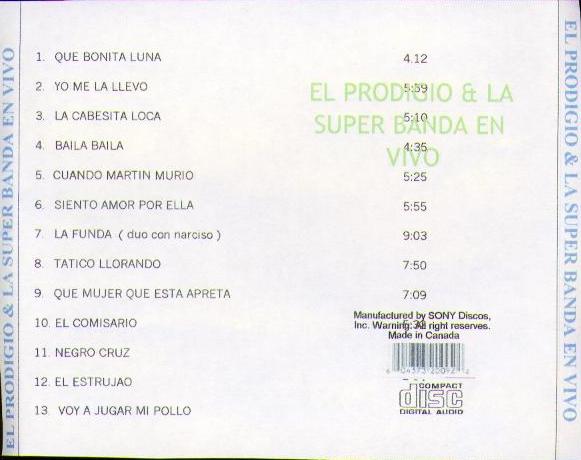 EL PRODIGIO & LA SUPER BANDA EN VIVO
1. QUE BONITA LUNA 4.12
2. YO ME LA LLEVO 5:59
EL PRODIGIO & LA
3. LA CABESITA LOCA 5:10
SUPER BANDA EN
4. BAILA BAILA 4:35
VIVO
5. CUANDO MARTIN MURIO 5:25
6. SIENTO AMOR POR ELLA 5:55
7. LA FUNDA ( duo con narciso ) 9:03
8. TATICO LLORANDO 7:50
9. QUE MUJER QUE ESTA APRETA 7:09
Manufactured by SONY Discos,
10. EL COMISARIO
Inc. Warning: All right reserves.
Made in Canada
11. NEGRO CRUZ
12. EL ESTRUJAO
COMPACT
disc
DIGITAL AUDIO
13. VOY A JUGAR MI POLLO
EL PRODIGIO & LA SUPER BANDA EN VIVO